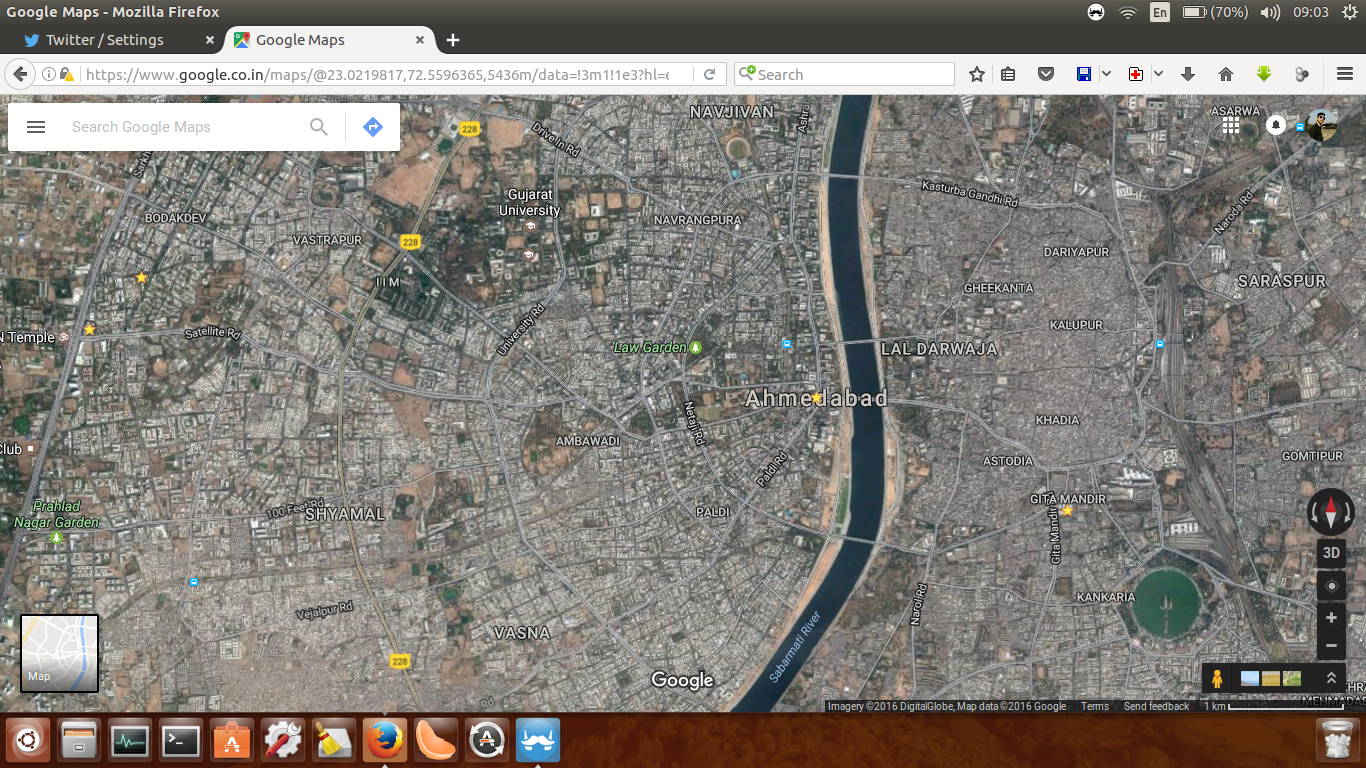 Google Maps - Mozilla Firefox
En
(70%)
09:03
Twitter / Settings
Google Maps
https://www.google.co.in/maps/@23.0219817,72.5596365,5436m/data=!3m1!1e3?hl=e
Search
Search Google Maps
NAVJIVAN
Ashra
ASARWA
228
Drive In Rd
Sarkh
Gujarat
University
Kasturba Gandhi Rd
Naroda Rd
BODAKDEV
NAVRANGPURA
VASTRAPUR
228
DARIYAPUR
I I M
GHEEKANTA
SARASPUR
N Temple
Satellite Rd
University Rd
KALUPUR
Law Garden
LAL DARWAJA
Ahmedabad
Netaji Rd
KHADIA
AMBAWADI
Club
Paldi Rd
ASTODIA
GOMTIPUR
GITA MANDIR
Prahlad
Nagar Garden
100 Feet Rd
SHYAMAL
PALDI
Gita Mandir
3D
Vejalpur Rd
Narol Rd
KANKARIA
VASNA
Sabarmati River
228
Map
Google
Rd
KHRA
MEHMADA
Imagery ©2016 DigitalGlobe, Map data ©2016 Google
Terms
Send feedback
1 km